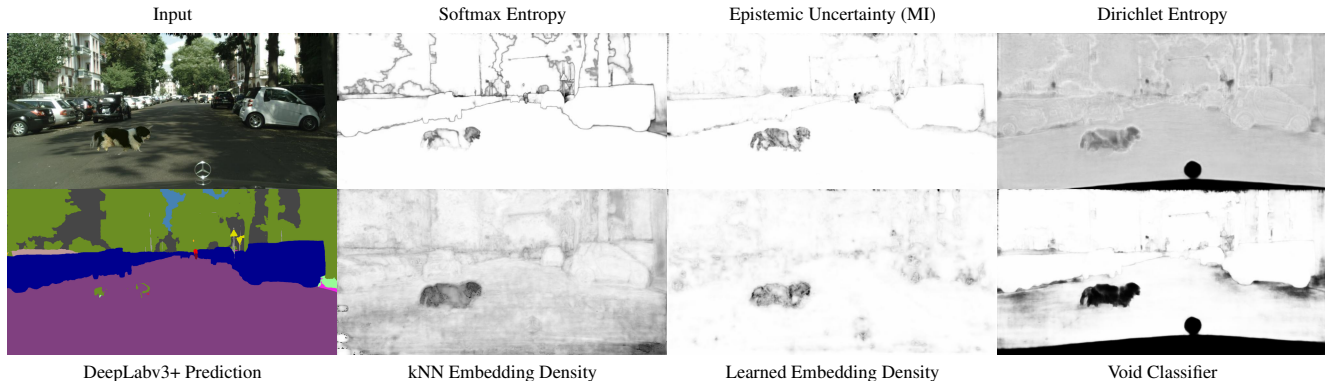 Input
Softmax Entropy
Epistemic Uncertainty (MI)
Dirichlet Entropy
DeepLabv3+ Prediction
kNN Embedding Density
Learned Embedding Density
Void Classifier